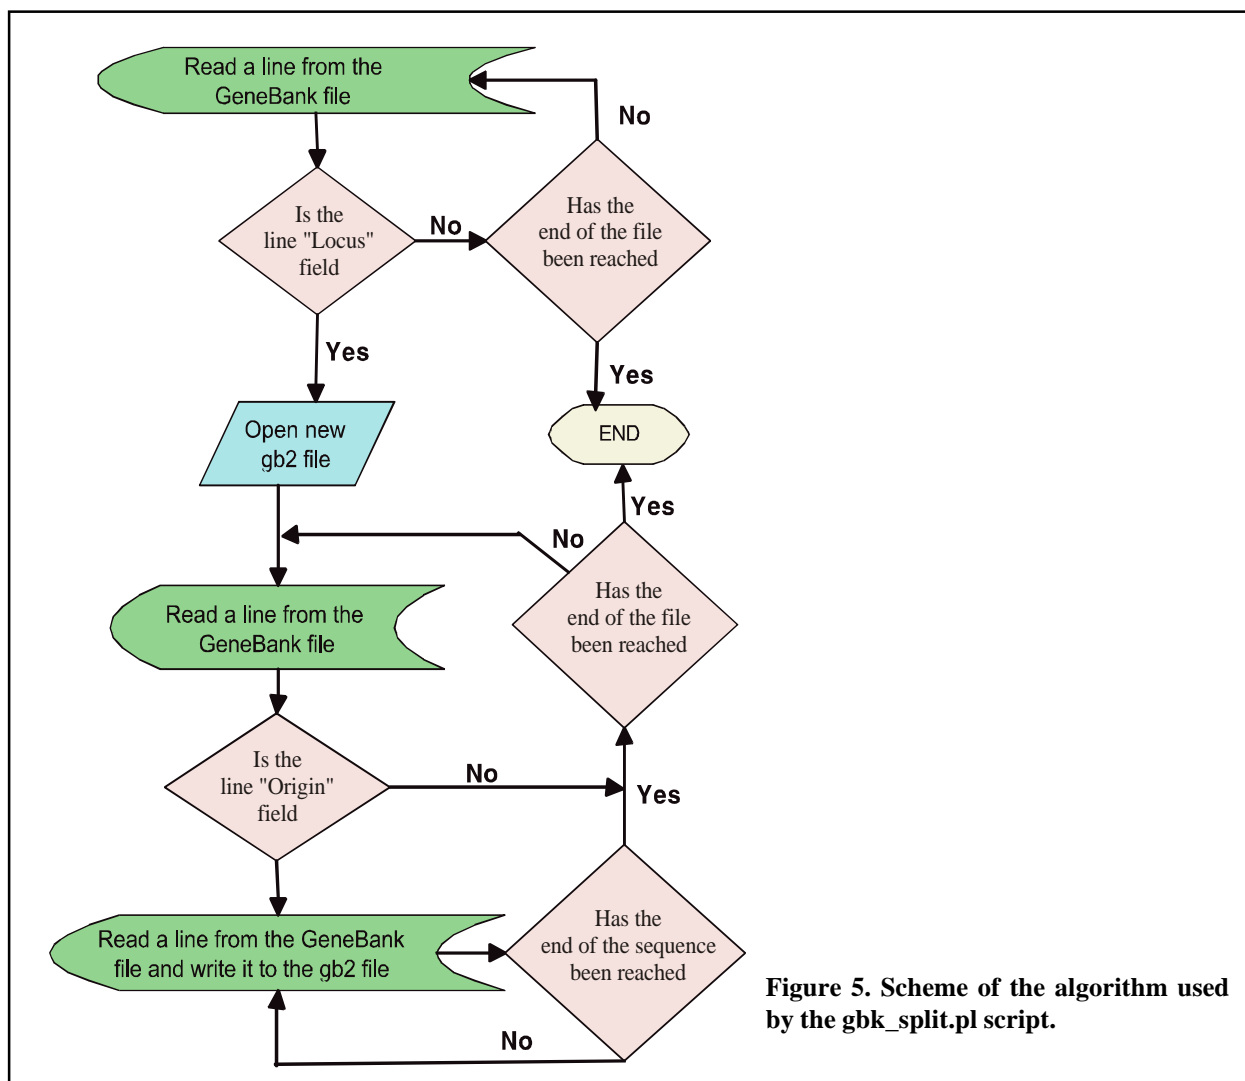 Read a line from the
GeneBank file
No
Is the
line "Locus"
field
No
Has the
end of the file
been reached
Yes
Yes
Open new
gb2 file
END
Yes
No
Read a line from the
GeneBank file
Has the
end of the file
been reached
Is the
line "Origin"
field
No
Yes
Read a line from the GeneBank
file and write it to the gb2 file
Has the
end of the sequence
been reached
No
Figure 5. Scheme of the algorithm used
by the gbk_split.pl script.